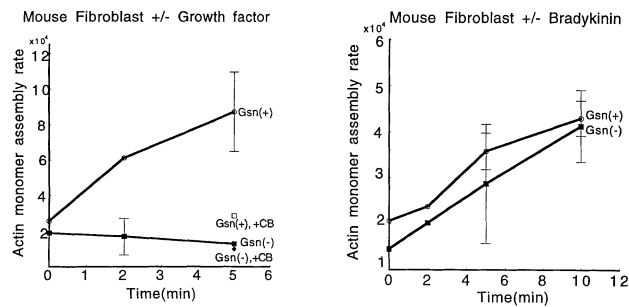 Mouse Fibroblast +/- Growth factor
x10⁴
12
10
8
6
4
2
Actin monomer assembly rate
Gsn(+)
Gsn(+), +CB
Gsn(-)
Gsn(-),+CB
0 1 2 3 4 5 6
Time(min)
Mouse Fibroblast +/- Bradykinin
x10⁴
6
5
4
3
2
1
Actin monomer assembly rate
Gsn(+)
Gsn(-)
0 2 4 6 8 10 12
Time(min)